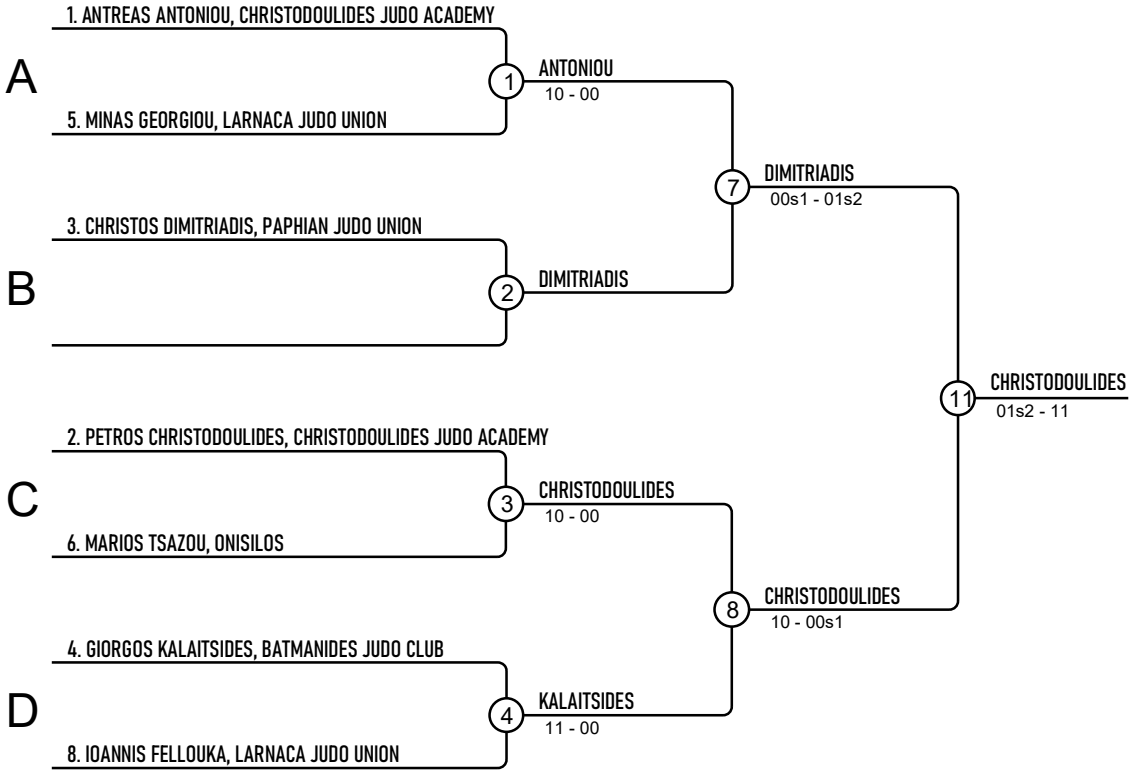 1. ANTREAS ANTONIOU, CHRISTODOULIDES JUDO ACADEMY
A
1
ANTONIOU
10 - 00
5. MINAS GEORGIOU, LARNACA JUDO UNION
7
DIMITRIADIS
00s1 - 01s2
3. CHRISTOS DIMITRIADIS, PAPHIAN JUDO UNION
B
2
DIMITRIADIS
11
CHRISTODOULIDES
01s2 - 11
2. PETROS CHRISTODOULIDES, CHRISTODOULIDES JUDO ACADEMY
C
3
CHRISTODOULIDES
10 - 00
6. MARIOS TSAZOU, ONISILOS
8
CHRISTODOULIDES
10 - 00s1
4. GIORGOS KALAITSIDES, BATMANIDES JUDO CLUB
D
4
KALAITSIDES
11 - 00
8. IOANNIS FELLOUKA, LARNACA JUDO UNION